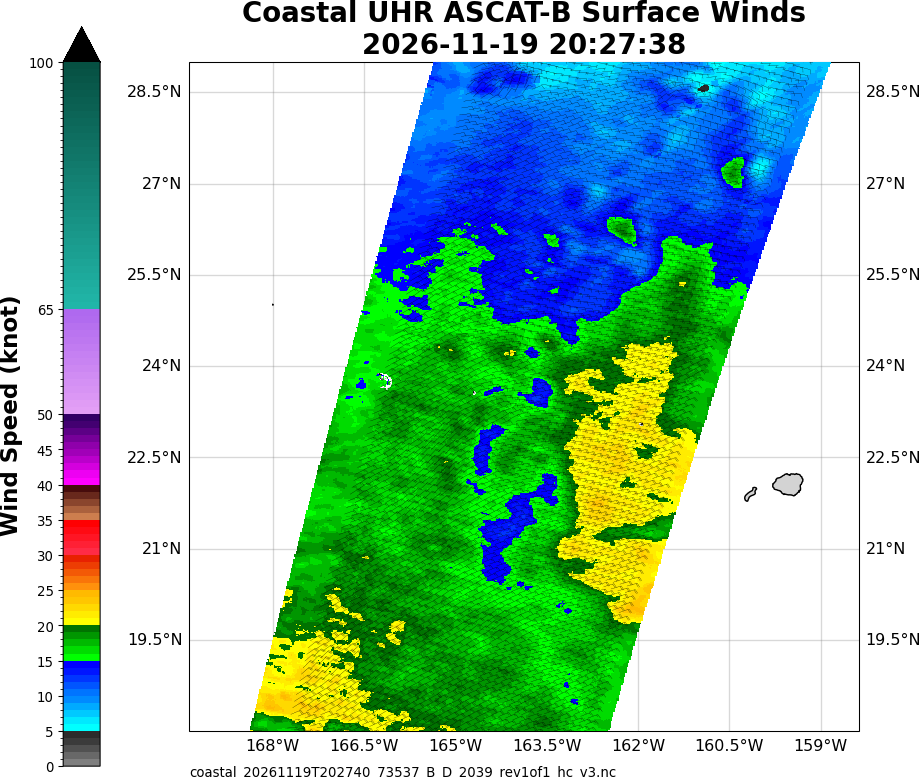 Coastal UHR ASCAT-B Surface Winds
2026-11-19 20:27:38
Wind Speed (knot)
100
65
50
45
40
35
30
25
20
15
10
5
0
28.5°N
27°N
25.5°N
24°N
22.5°N
21°N
19.5°N
28.5°N
27°N
25.5°N
24°N
22.5°N
21°N
19.5°N
168°W 166.5°W 165°W 163.5°W 162°W 160.5°W 159°W
coastal_20261119T202740_73537_B_D_2039_rev1of1_hc_v3.nc